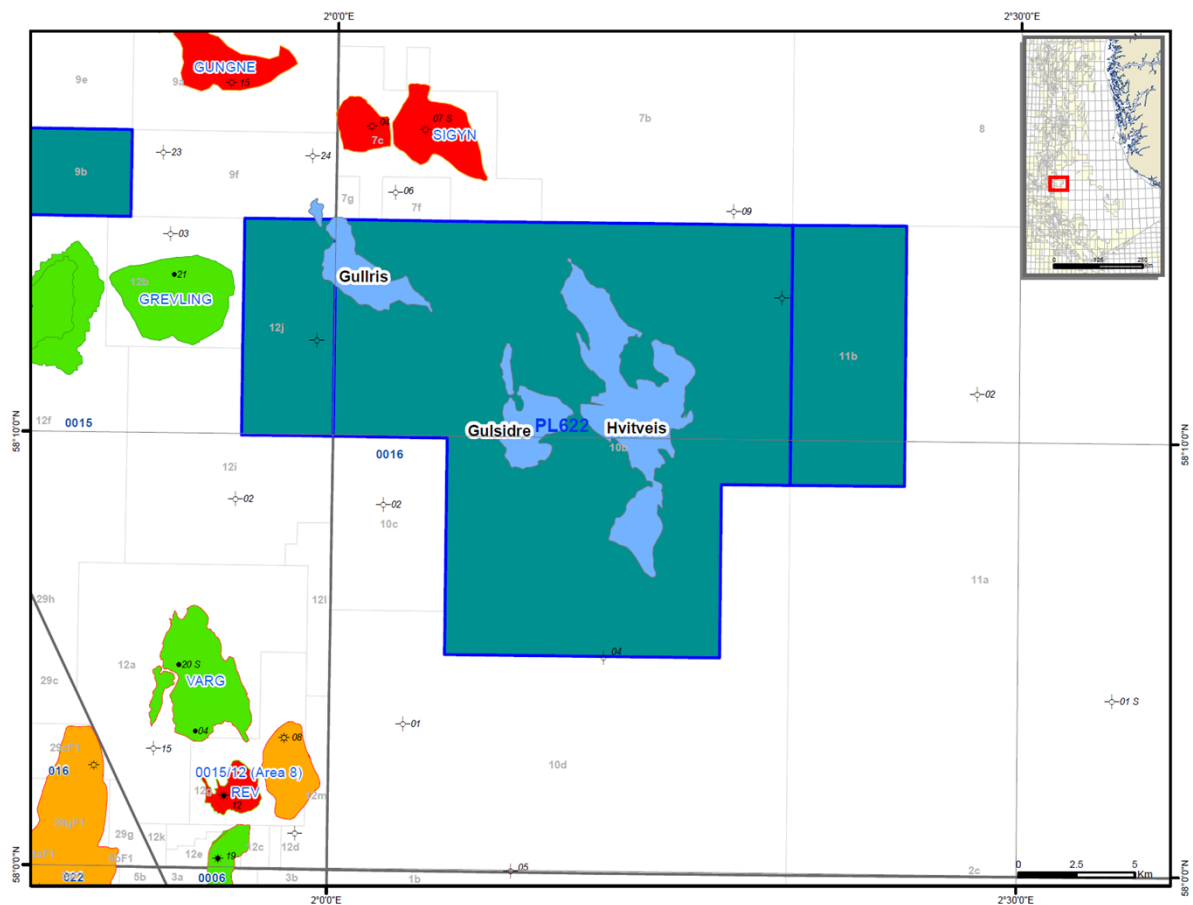 2°0'0"E
2°30'0"E
GUNGNE
9e
9a
15
02
07 S
SIGYN
7c
7b
8
23
24
9b
9f
06
7g
7f
09
03
21
12b
GREVLING
Gullris
12j
11b
02
12f
0015
58°10'0"N
Gulsidre
PL622
Hvitveis
10b
58°10'0"N
0016
12i
02
02
10c
11a
29h
12l
12a
20 S
VARG
04
29c
01 S
04
01
08
15
016
0015/12 (Area 8)
REV
12
12m
10d
29g
12k
12e
12c
12d
19
05
58°0'0"N
022
5b
3a
0006
3b
1b
2c
58°0'0"N
0
2.5
5
Km
2°0'0"E
2°30'0"E